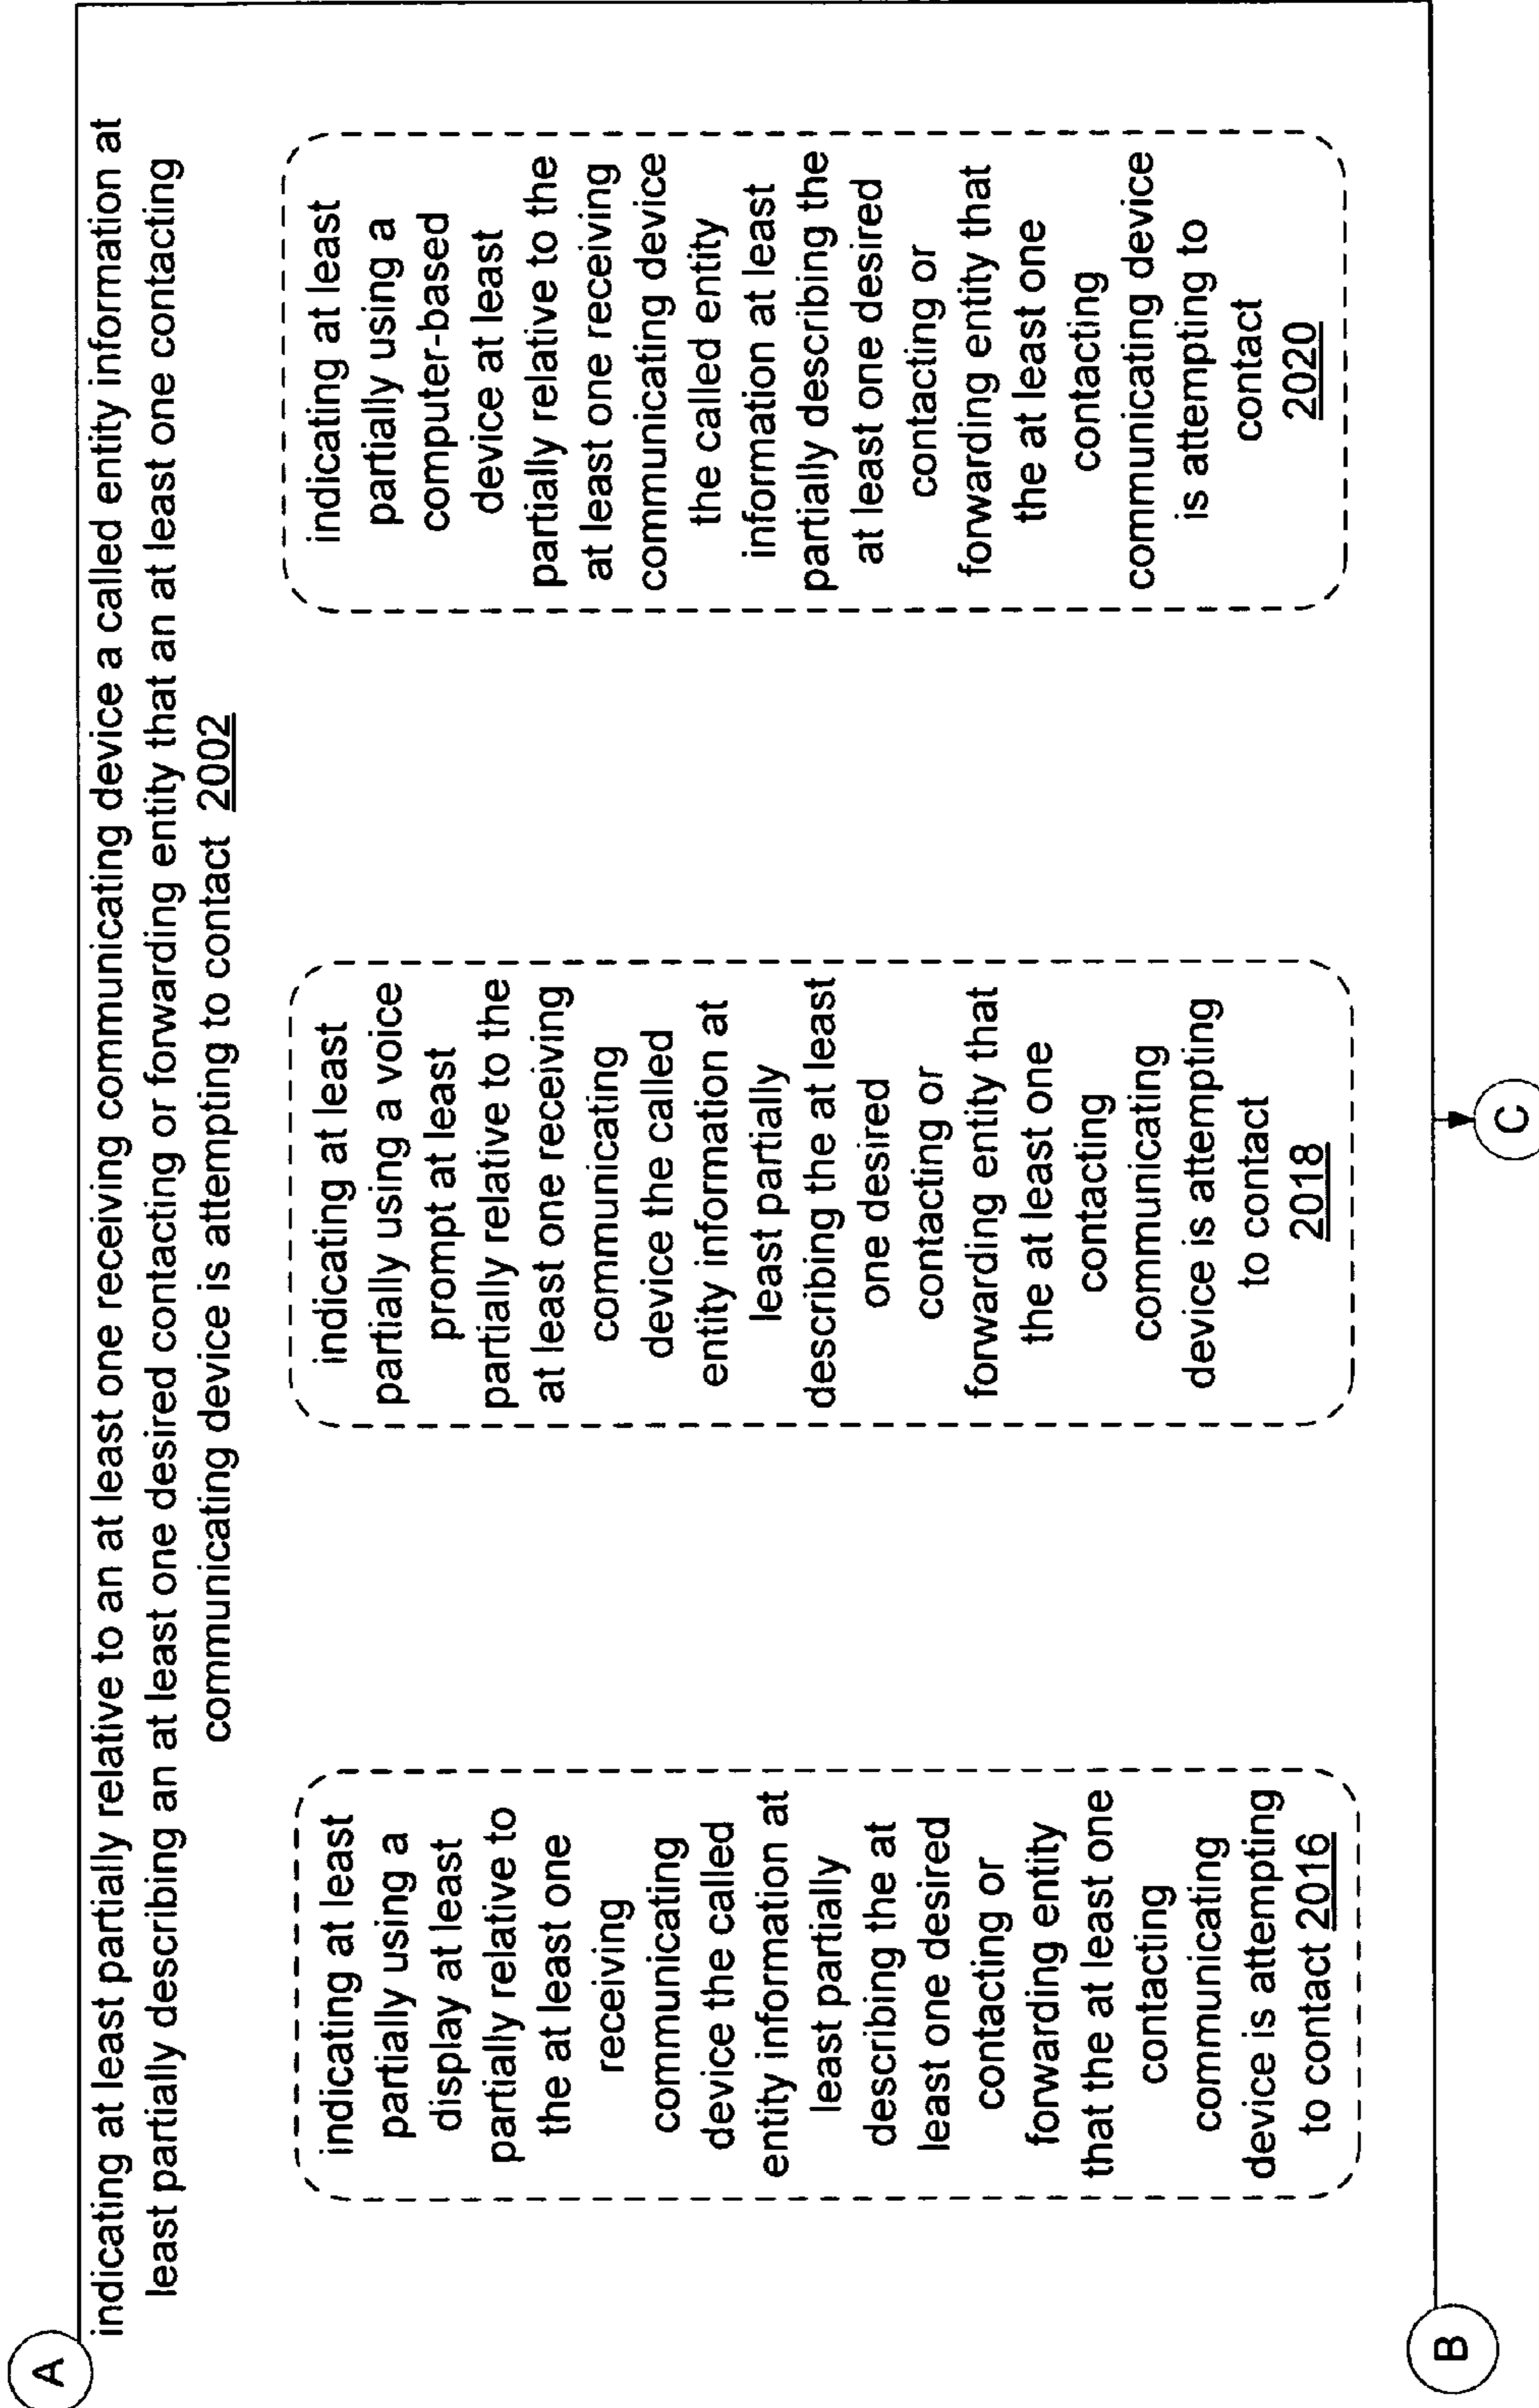 A
indicating at least partially relative to an at least one receiving communicating device a called entity information at
least partially describing an at least one desired contacting or forwarding entity that an at least one contacting
communicating device is attempting to contact 2002
indicating at least
partially using a
display at least
partially relative to
the at least one
receiving
communicating
device the called
entity information at
least partially
describing the at
least one desired
contacting or
forwarding entity
that the at least one
contacting
communicating
device is attempting
to contact 2016
indicating at least
partially using a voice
prompt at least
partially relative to the
at least one receiving
communicating
device the called
entity information at
least partially
describing the at least
one desired
contacting or
forwarding entity that
the at least one
contacting
communicating
device is attempting
to contact
2018
indicating at least
partially using a
computer-based
device at least
partially relative to the
at least one receiving
communicating device
the called entity
information at least
partially describing the
at least one desired
contacting or
forwarding entity that
the at least one
contacting
communicating device
is attempting to
contact
2020
B
C